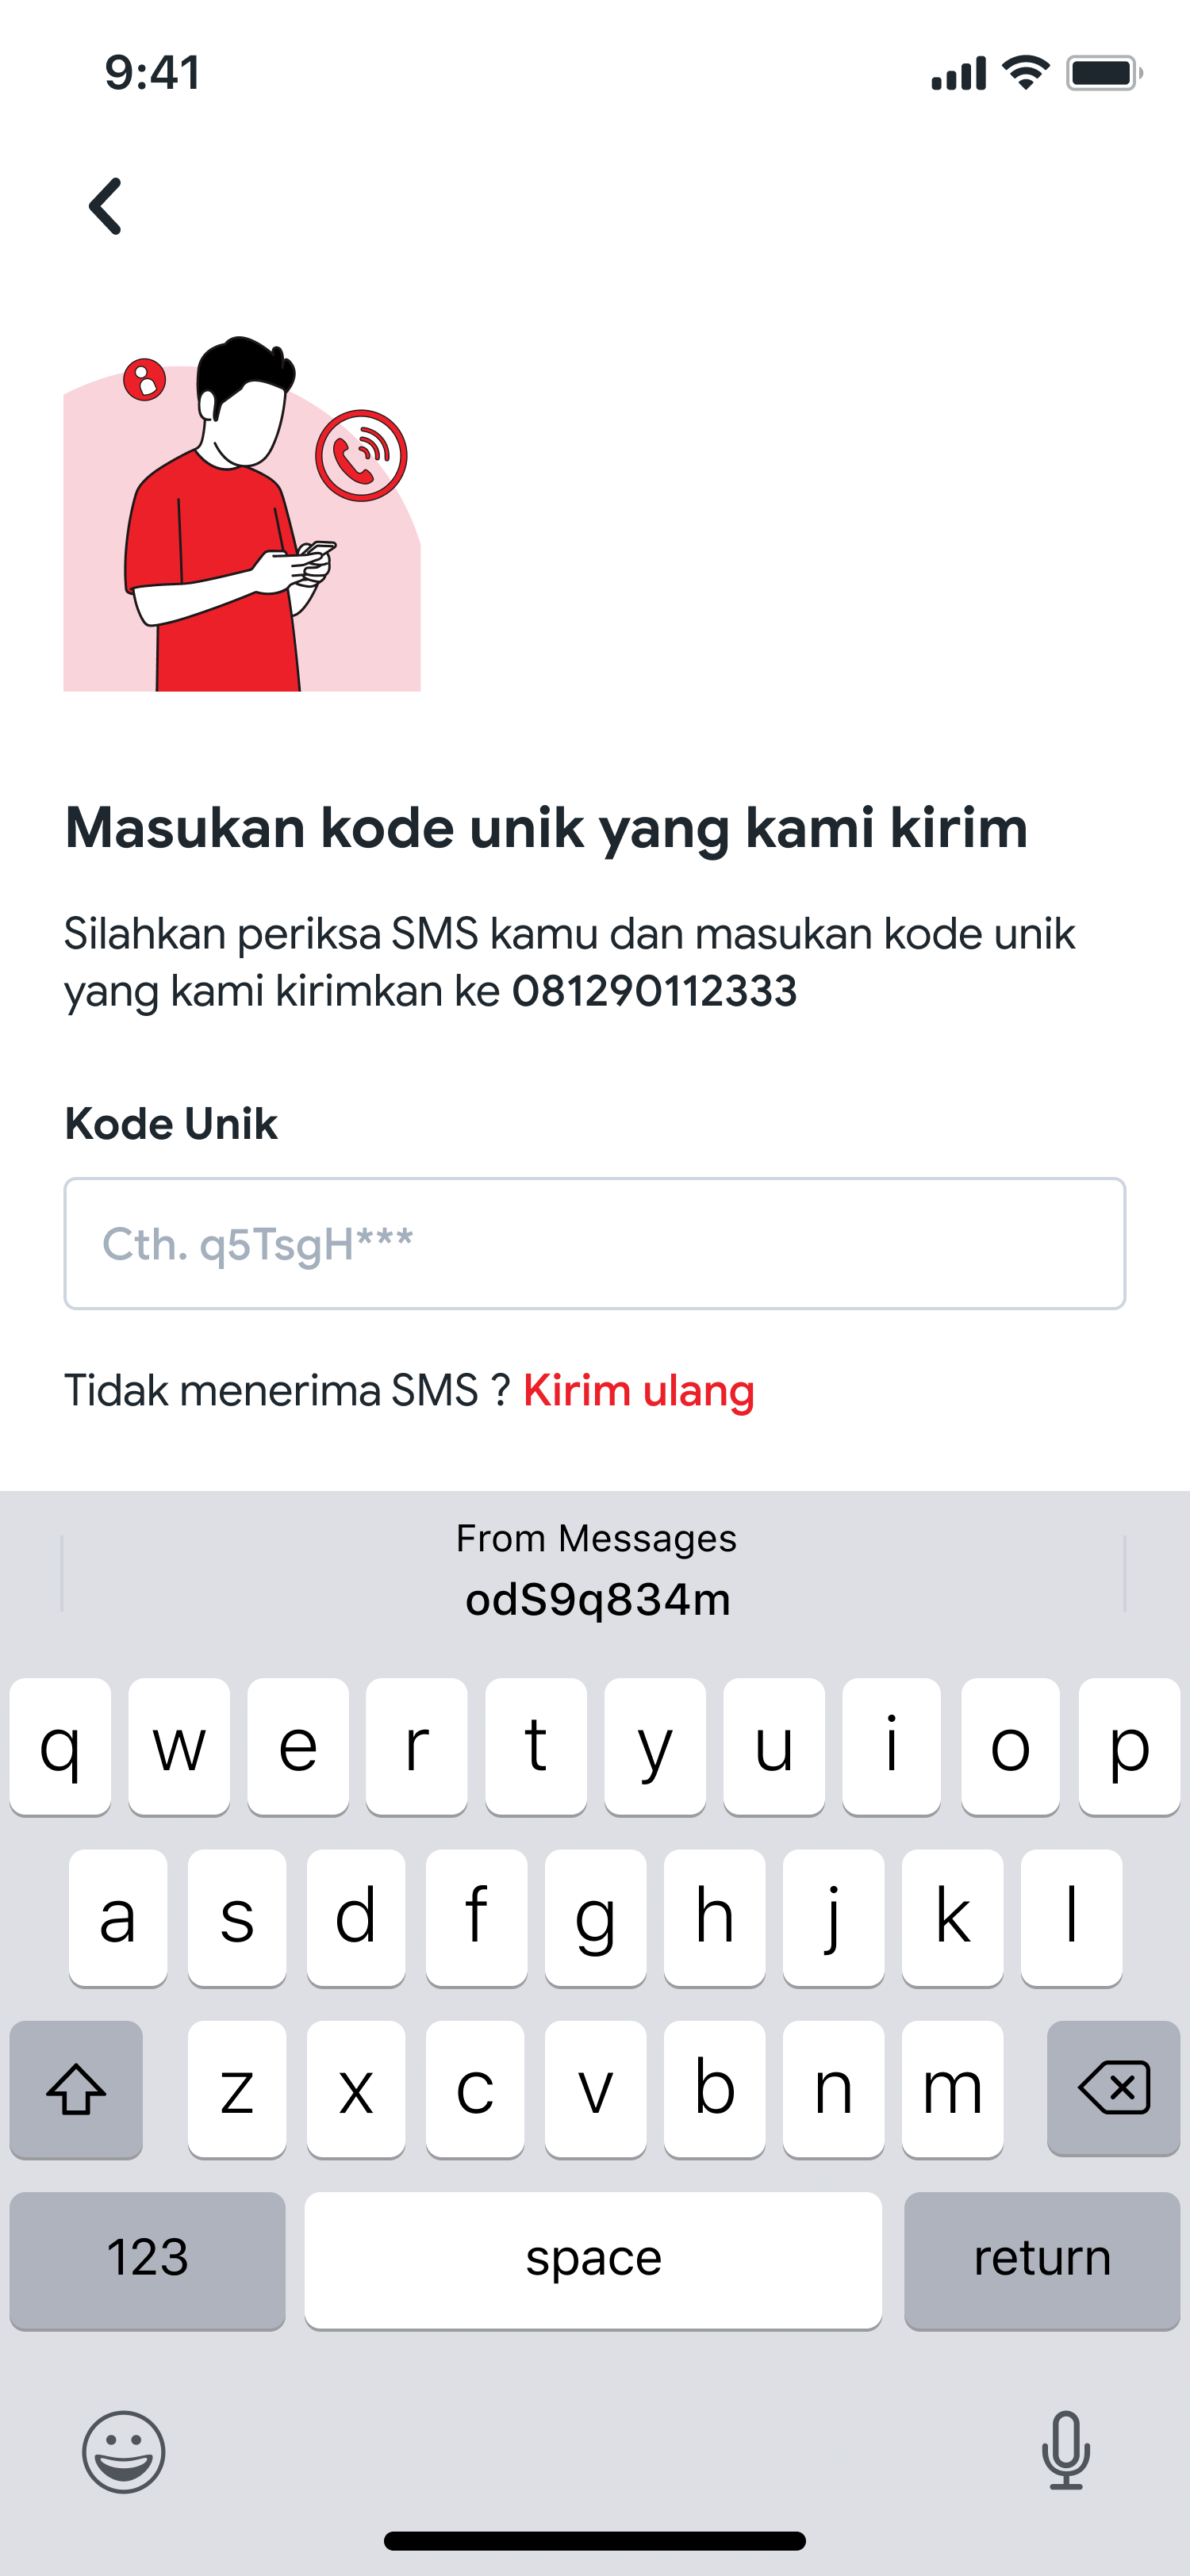 9:41
Masukan kode unik yang kami kirim
Silahkan periksa SMS kamu dan masukan kode unik
yang kami kirimkan ke 081290112333
Kode Unik
Cth. q5TsgH***
Tidak menerima SMS ? Kirim ulang
From Messages
odS9q834m
q w e r t y u i o p
a s d f g h j k l
z x c v b n m
123 space return